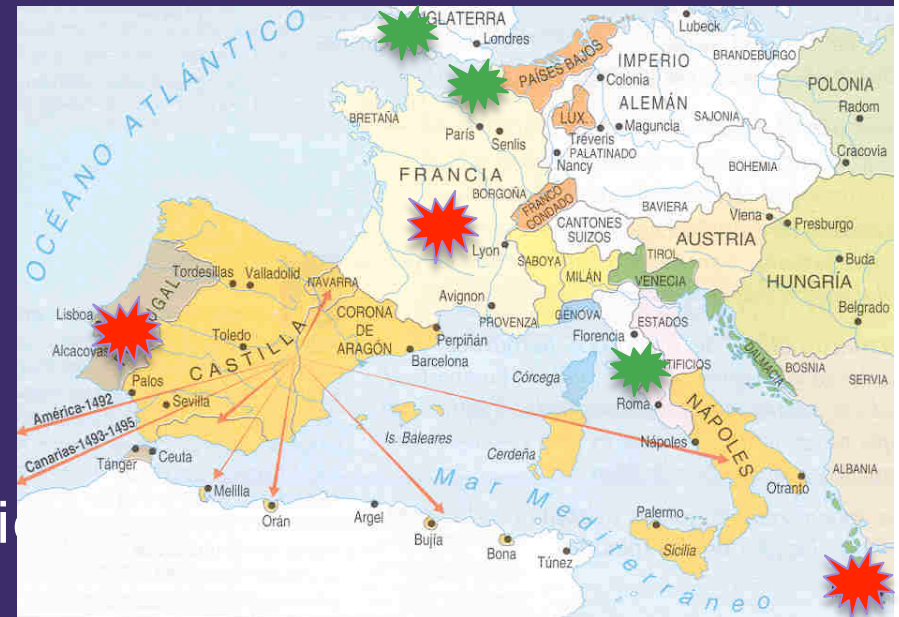 OCÉANO ATLÁNTICO
Londres
Lubeck
PAÍSES BAJOS
IMPERIO
ALEMÁN
BRANDEBURGO
Colonia
POLONIA
Radom
Cracovia
SAJONIA
LUX.
Maguncia
Tréveris
PALATINADO
Nancy
BOHEMIA
BRETAÑA
París
Senlis
FRANCIA
BORGOÑA
FRANCO
CONDADO
BAVIERA
Viena
Presburgo
CANTONES
SUIZOS
AUSTRIA
TIROL
Buda
HUNGRÍA
Lyon
SABOYA
MILÁN
VENECIA
Belgrado
Avignon
PROVENZA
GENOVA
Florencia
ESTADOS
DALMACIA
BOSNIA
SERVIA
Tordesillas
Valladolid
NAVARRA
CORONA
DE
ARAGÓN
Perpiñán
Barcelona
Lisboa
Toledo
CASTILLA
Palos
Sevilla
Córcega
Roma
NÁPOLES
Nápoles
América-1492
Canarias-1493-1495
Is. Baleares
Cerdeña
Otranto
ALBANIA
Tánger
Ceuta
Melilla
Orán
Argel
Bujía
Bona
Túnez
Mar Mediterráneo
Palermo
Sicilia